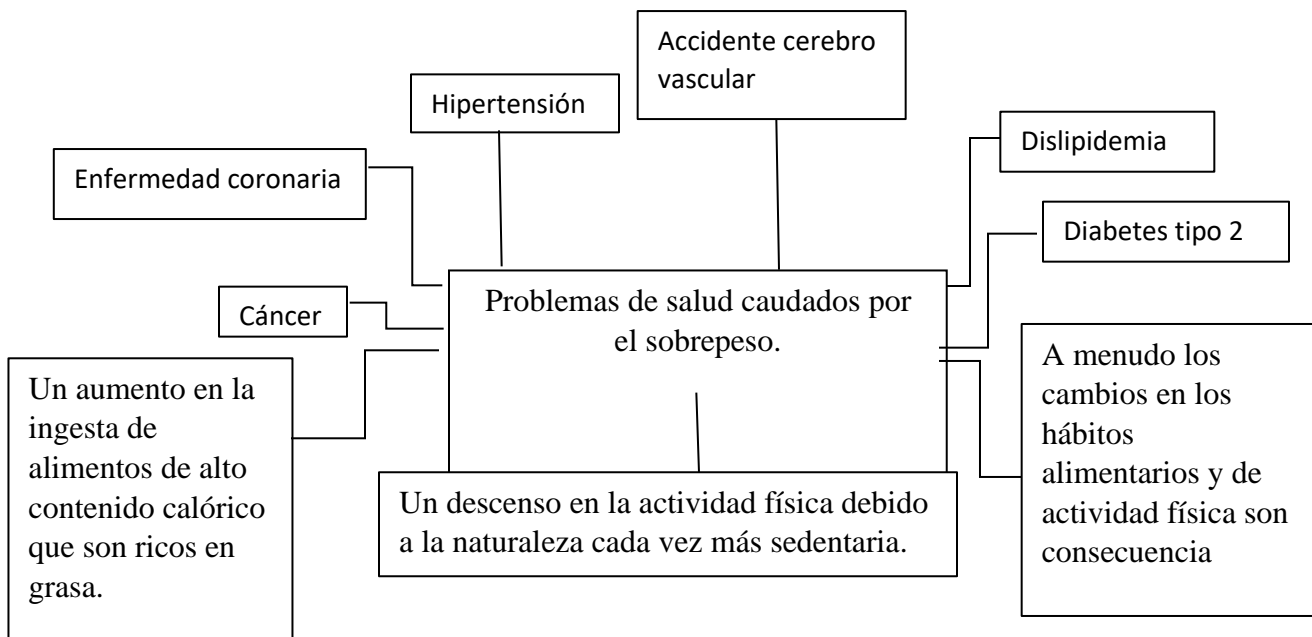 Accidente cerebro
vascular
Hipertensión
Dislipidemia
Enfermedad coronaria
Diabetes tipo 2
Problemas de salud caudados por
el sobrepeso.
Cáncer
Un aumento en la
ingesta de
alimentos de alto
contenido calórico
que son ricos en
grasa.
A menudo los
cambios en los
hábitos
alimentarios y de
actividad física son
consecuencia
Un descenso en la actividad física debido
a la naturaleza cada vez más sedentaria.